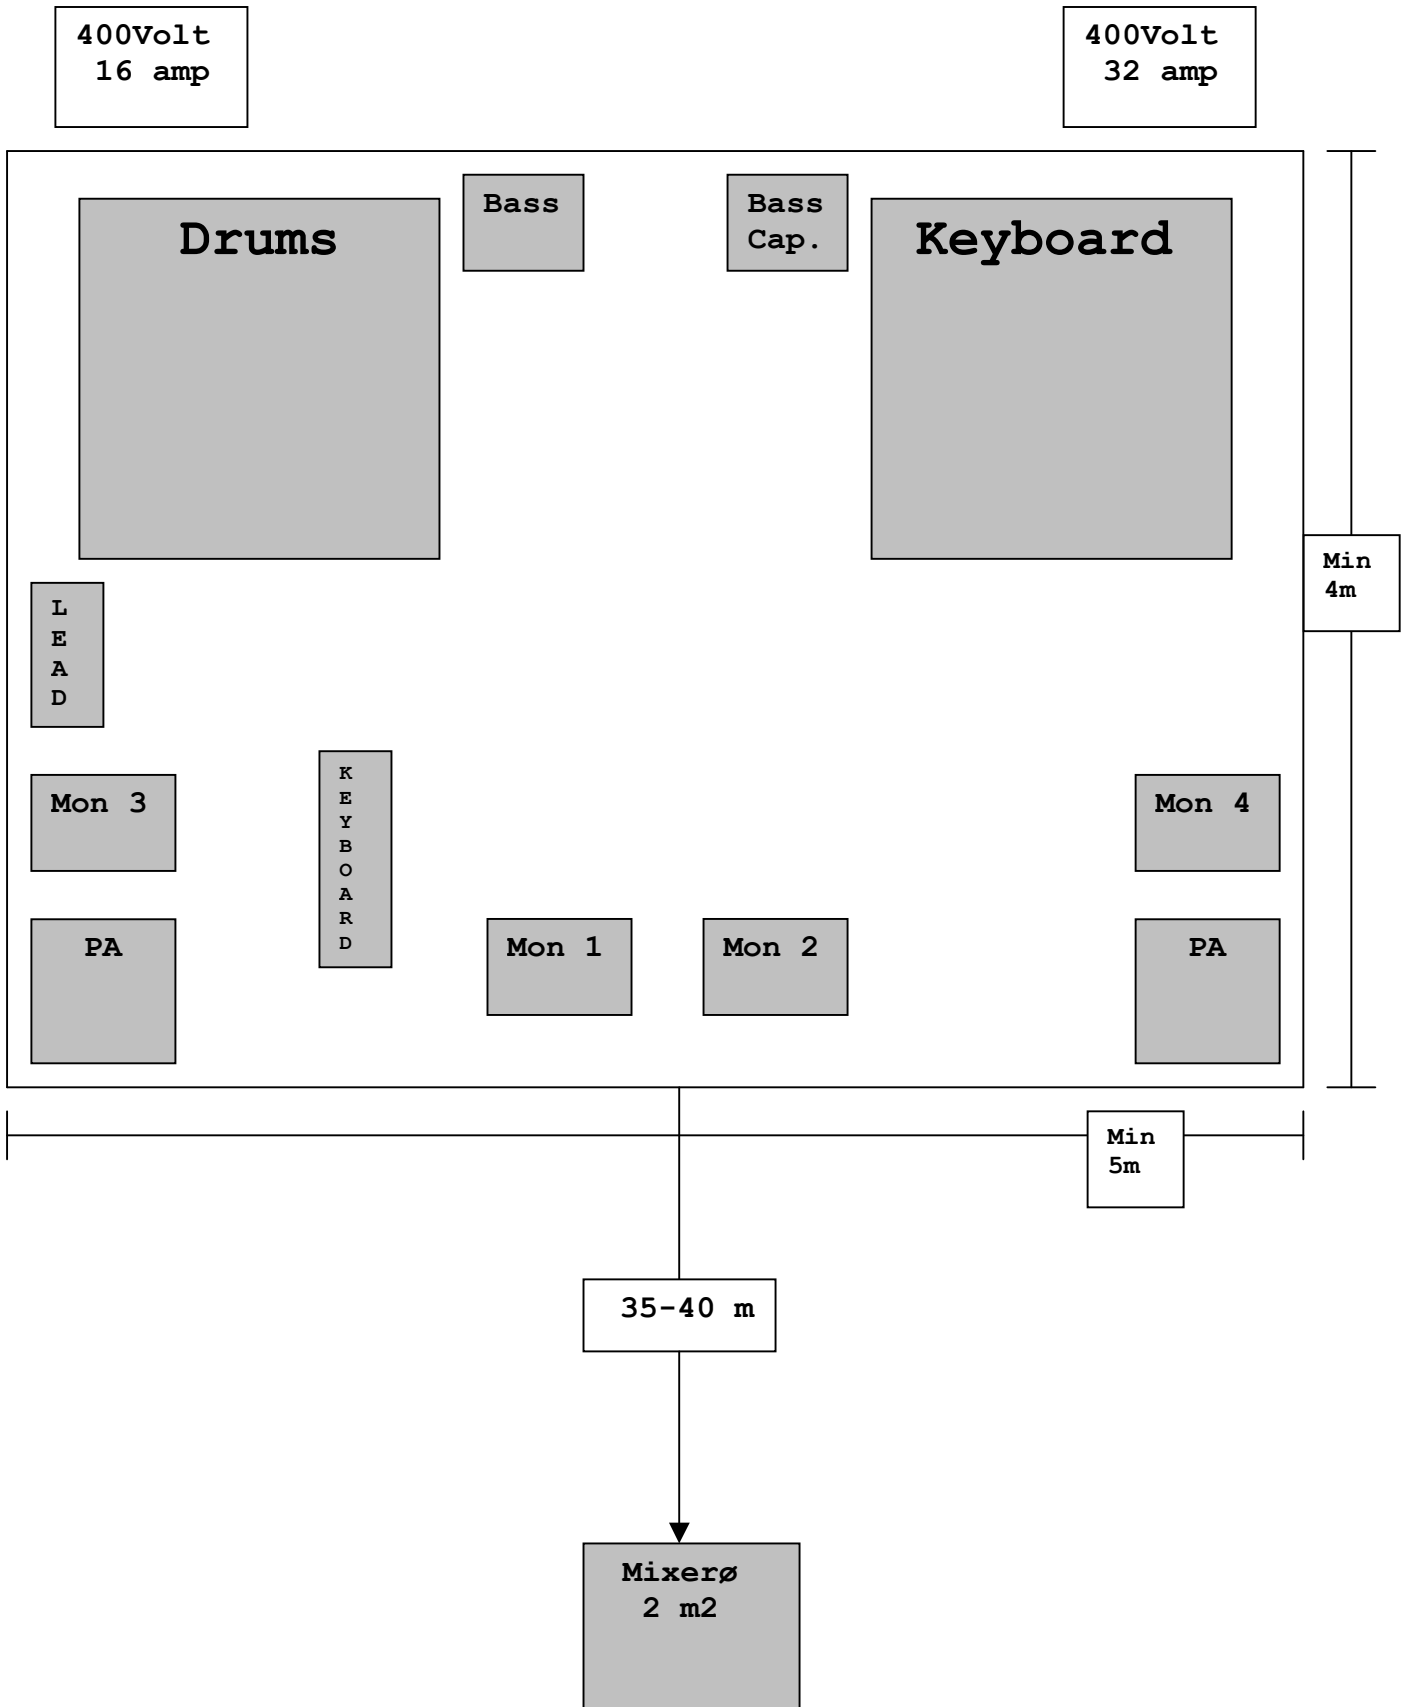 400Volt
16 amp
400Volt
32 amp
Drums
Bass
Bass
Cap.
Keyboard
Min
4m
L
E
A
D
Mon 3
K
E
Y
B
O
A
R
D
Mon 4
PA
Mon 1
Mon 2
PA
Min
5m
35-40 m
Mixerø
2 m2